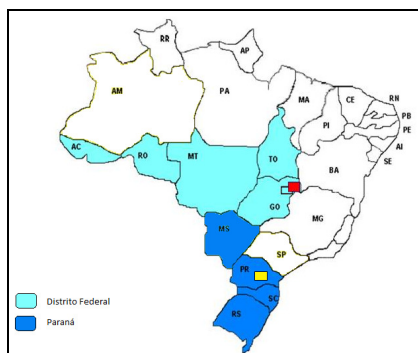 RR
AP
AM
PA
MA
CE
RN
PB
PI
PE
AC
RO
MT
TO
AI
SE
BA
GO
MG
MS
SP
PR
SC
RS
Distrito Federal
Paraná